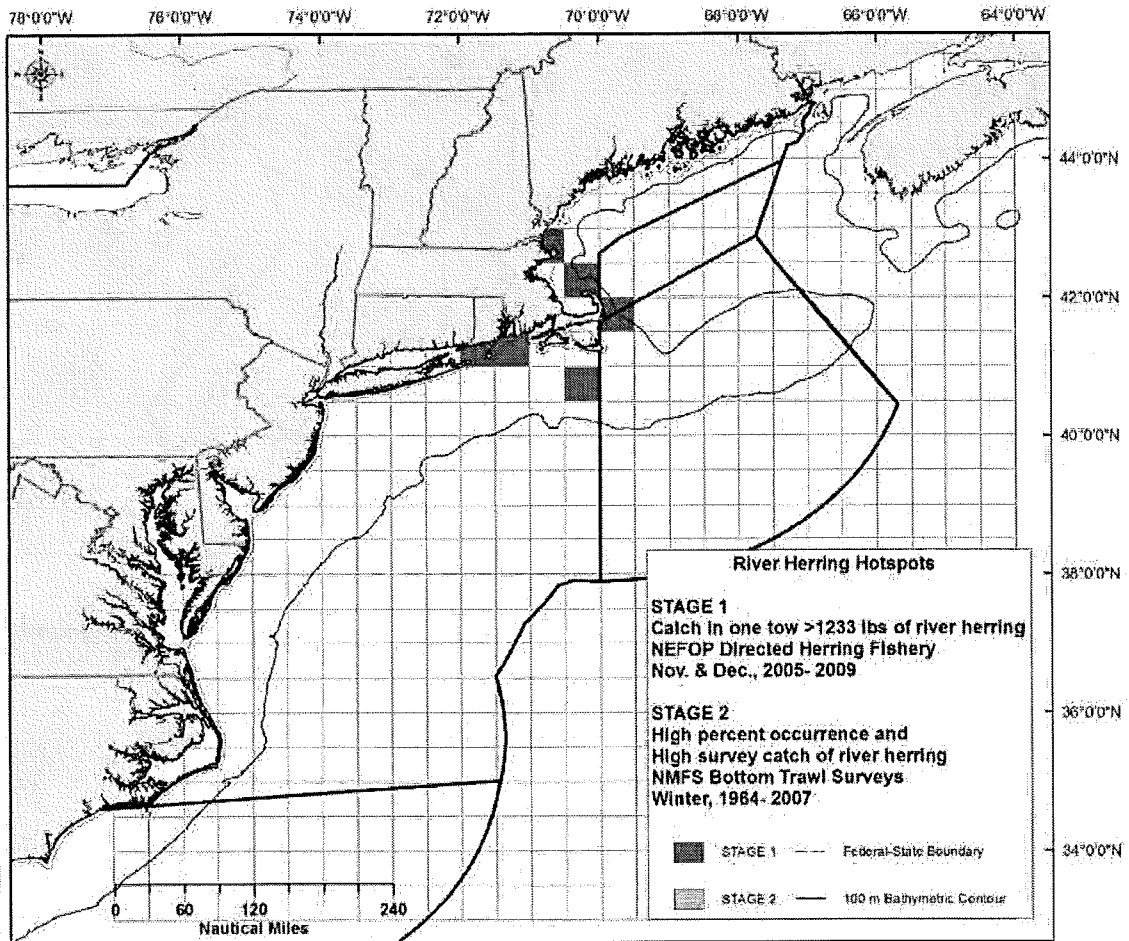 78°0'0"W 76°0'0"W 74°0'0"W 72°0'0"W 70°0'0"W 68°0'0"W 66°0'0"W 64°0'0"W
44°0'0"N
42°0'0"N
40°0'0"N
38°0'0"N
36°0'0"N
34°0'0"N
River Herring Hotspots
STAGE 1
Catch in one tow >1233 lbs of river herring
NEFOP Directed Herring Fishery
Nov. & Dec., 2005- 2009
STAGE 2
High percent occurrence and
High survey catch of river herring
NMFS Bottom Trawl Surveys
Winter, 1964- 2007
STAGE 1 Federal-State Boundary
STAGE 2 100 m Bathymetric Contour
0 60 120 240
Nautical Miles